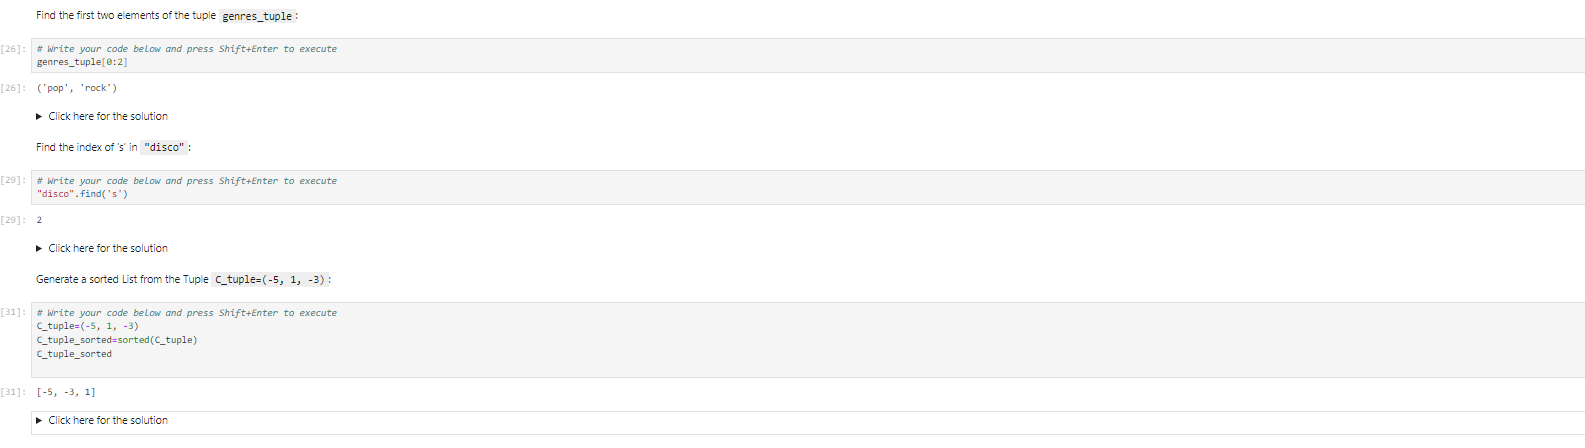 Find the first two elements of the tuple genres_tuple :
[26]: # Write your code below and press Shift+Enter to execute
genres_tuple[0:2]
[26]: ('pop', 'rock')
▶ Click here for the solution
Find the index of 's' in "disco" :
[29]: # Write your code below and press Shift+Enter to execute
"disco".find('s')
[29]: 2
▶ Click here for the solution
Generate a sorted List from the Tuple C_tuple=(-5, 1, -3) :
[31]: # Write your code below and press Shift+Enter to execute
C_tuple=(-5, 1, -3)
C_tuple_sorted=sorted(C_tuple)
C_tuple_sorted
[31]: [-5, -3, 1]
▶ Click here for the solution